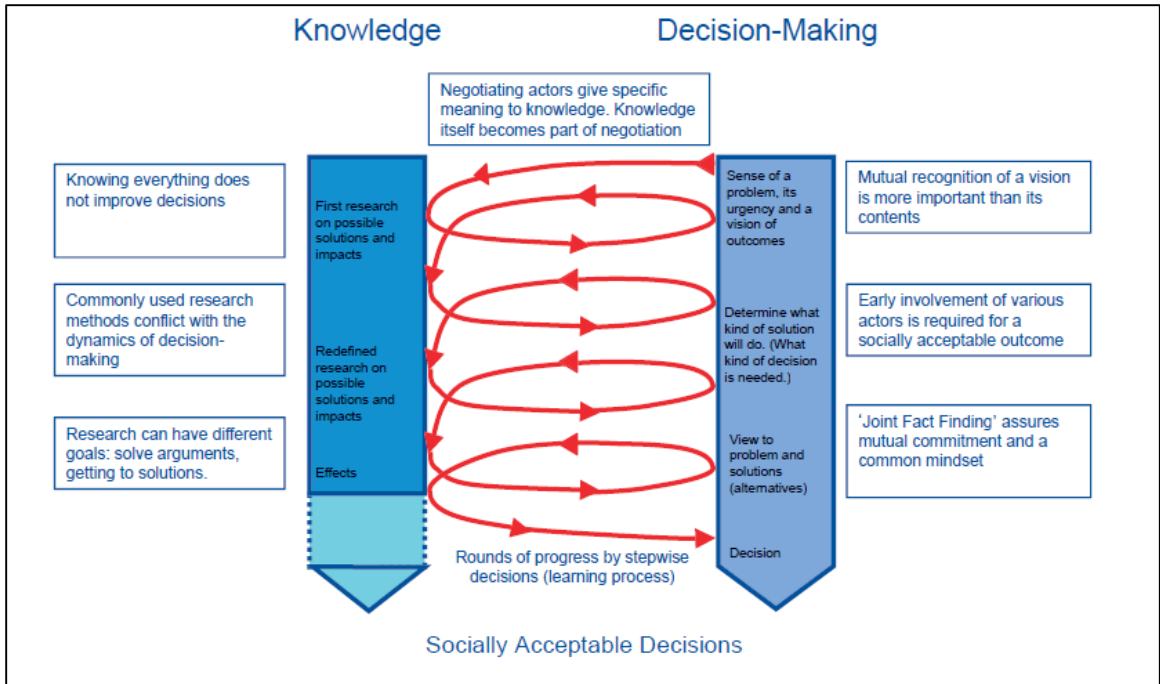 Knowledge
Decision-Making
Negotiating actors give specific
meaning to knowledge. Knowledge
itself becomes part of negotiation
Knowing everything does
not improve decisions
First research
on possible
solutions and
impacts
Sense of a
problem, its
urgency and a
vision of
outcomes
Mutual recognition of a vision
is more important than its
contents
Commonly used research
methods conflict with the
dynamics of decision-
making
Redefined
research on
possible
solutions and
impacts
Determine what
kind of solution
will do. (What
kind of decision
is needed.)
Early involvement of various
actors is required for a
socially acceptable outcome
Research can have different
goals: solve arguments,
getting to solutions.
Effects
View to
problem and
solutions
(alternatives)
‘Joint Fact Finding’ assures
mutual commitment and a
common mindset
Decision
Rounds of progress by stepwise
decisions (learning process)
Socially Acceptable Decisions